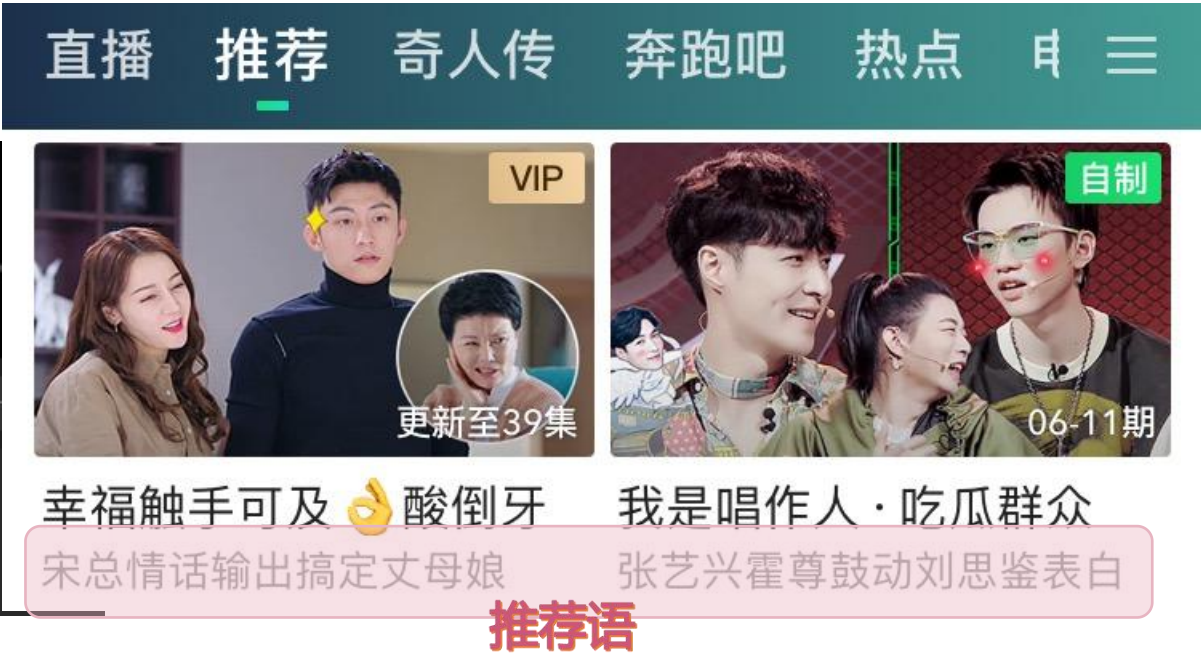 直播 推荐 奇人传 奔跑吧 热点
VIP
自制
更新至39集
06-11期
幸福触手可及👌酸倒牙
我是唱作人·吃瓜群众
宋总情话输出搞定丈母娘
张艺兴霍尊鼓动刘思鉴表白
推荐语